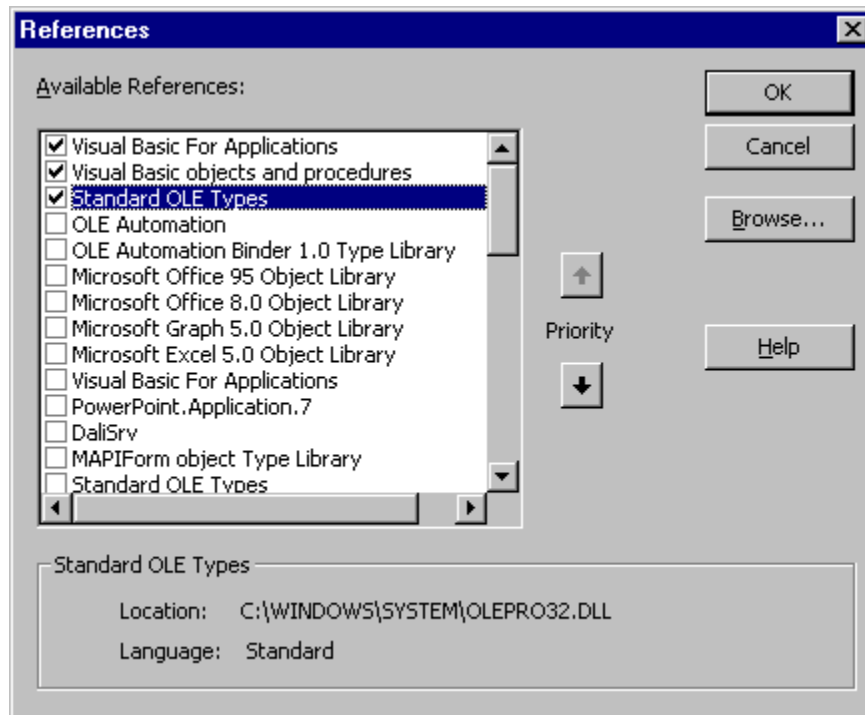 References
Available References:
OK
Cancel
Browse...
Help
Visual Basic For Applications
Visual Basic objects and procedures
Standard OLE Types
OLE Automation
OLE Automation Binder 1.0 Type Library
Microsoft Office 95 Object Library
Microsoft Office 8.0 Object Library
Microsoft Graph 5.0 Object Library
Microsoft Excel 5.0 Object Library
Visual Basic For Applications
PowerPoint.Application.7
DaliSrv
MAPIForm object Type Library
Standard OLE Types
Priority
Standard OLE Types
Location: C:\WINDOWS\SYSTEM\OLEPRO32.DLL
Language: Standard